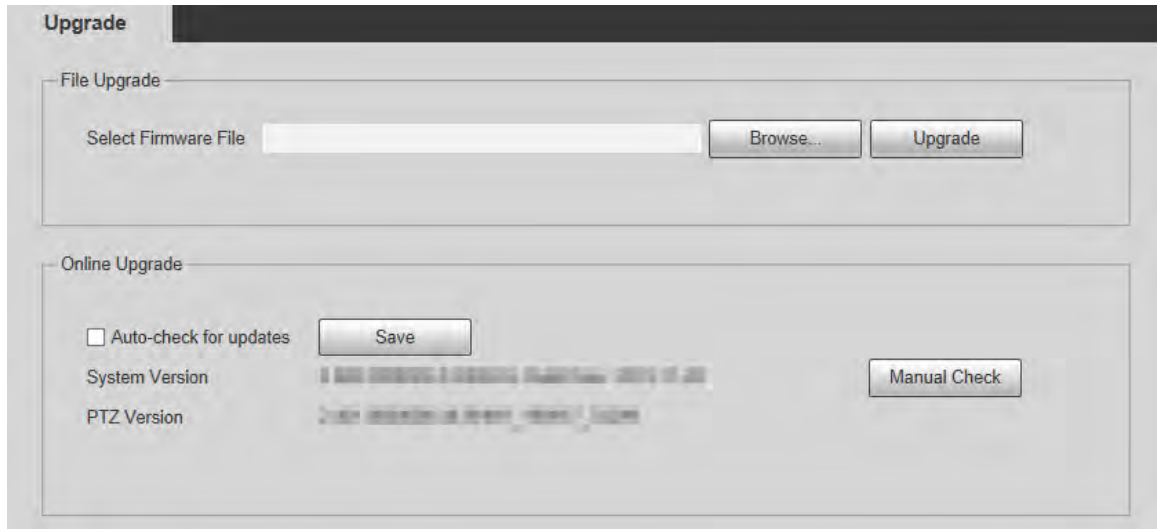 Upgrade
File Upgrade
Select Firmware File Browse... Upgrade
Online Upgrade
Auto-check for updates Save
System Version Manual Check
PTZ Version